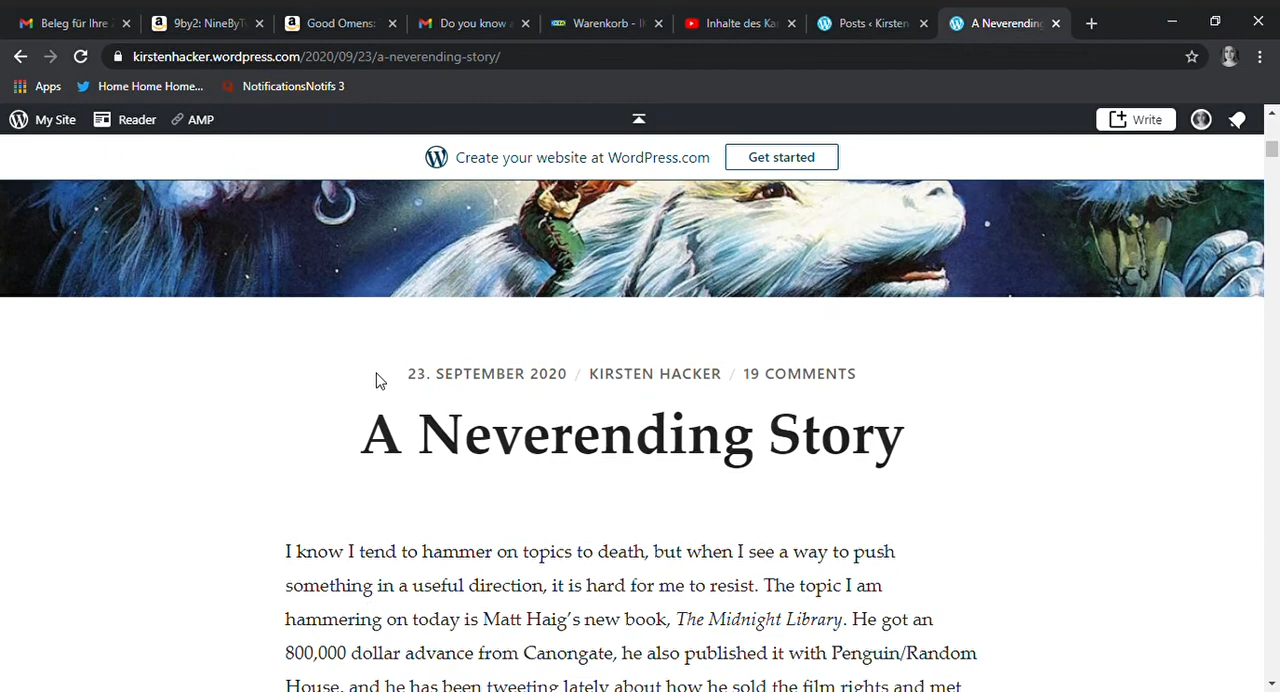 Beleg für Ihre
9by2: NineByT
Good Omens:
Do you know a
Warenkorb - I
Inhalte des Ka
Posts ‹ Kirsten
A Neverending
kirstenhacker.wordpress.com/2020/09/23/a-neverending-story/
Apps
Home Home Home...
NotificationsNotifs 3
My Site
Reader
AMP
Write
Create your website at WordPress.com
Get started
23. SEPTEMBER 2020 / KIRSTEN HACKER / 19 COMMENTS
A Neverending Story
I know I tend to hammer on topics to death, but when I see a way to push
something in a useful direction, it is hard for me to resist. The topic I am
hammering on today is Matt Haig’s new book, The Midnight Library. He got an
800,000 dollar advance from Canongate, he also published it with Penguin/Random
House, and he has been tweeting lately about how he sold the film rights and met